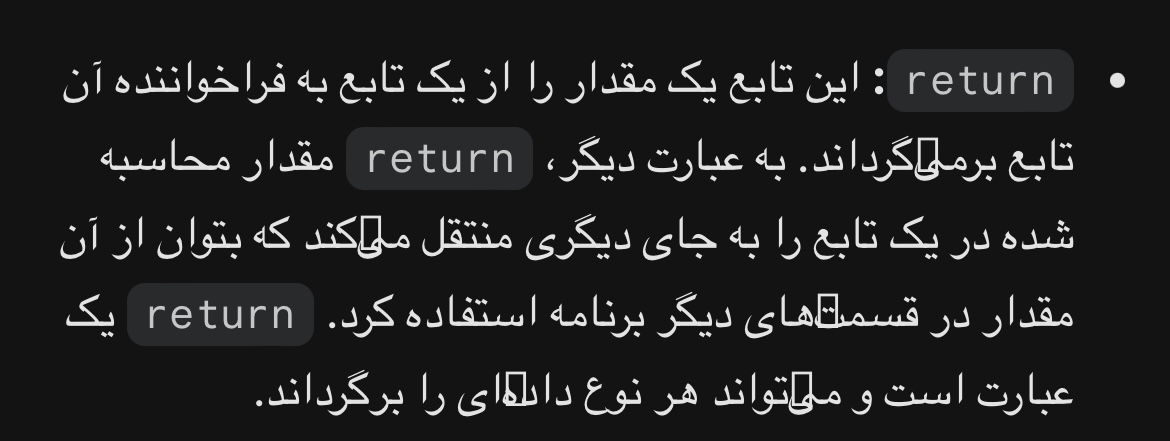 • return: این تابع یک مقدار را از یک تابع به فراخواننده آن
تابع برمی‌گرداند. به عبارت دیگر، return مقدار محاسبه
شده در یک تابع را به جای دیگری منتقل می‌کند که بتوان از آن
مقدار در قسمت‌های دیگر برنامه استفاده کرد. return یک
عبارت است و می‌تواند هر نوع داده‌ای را برگرداند.